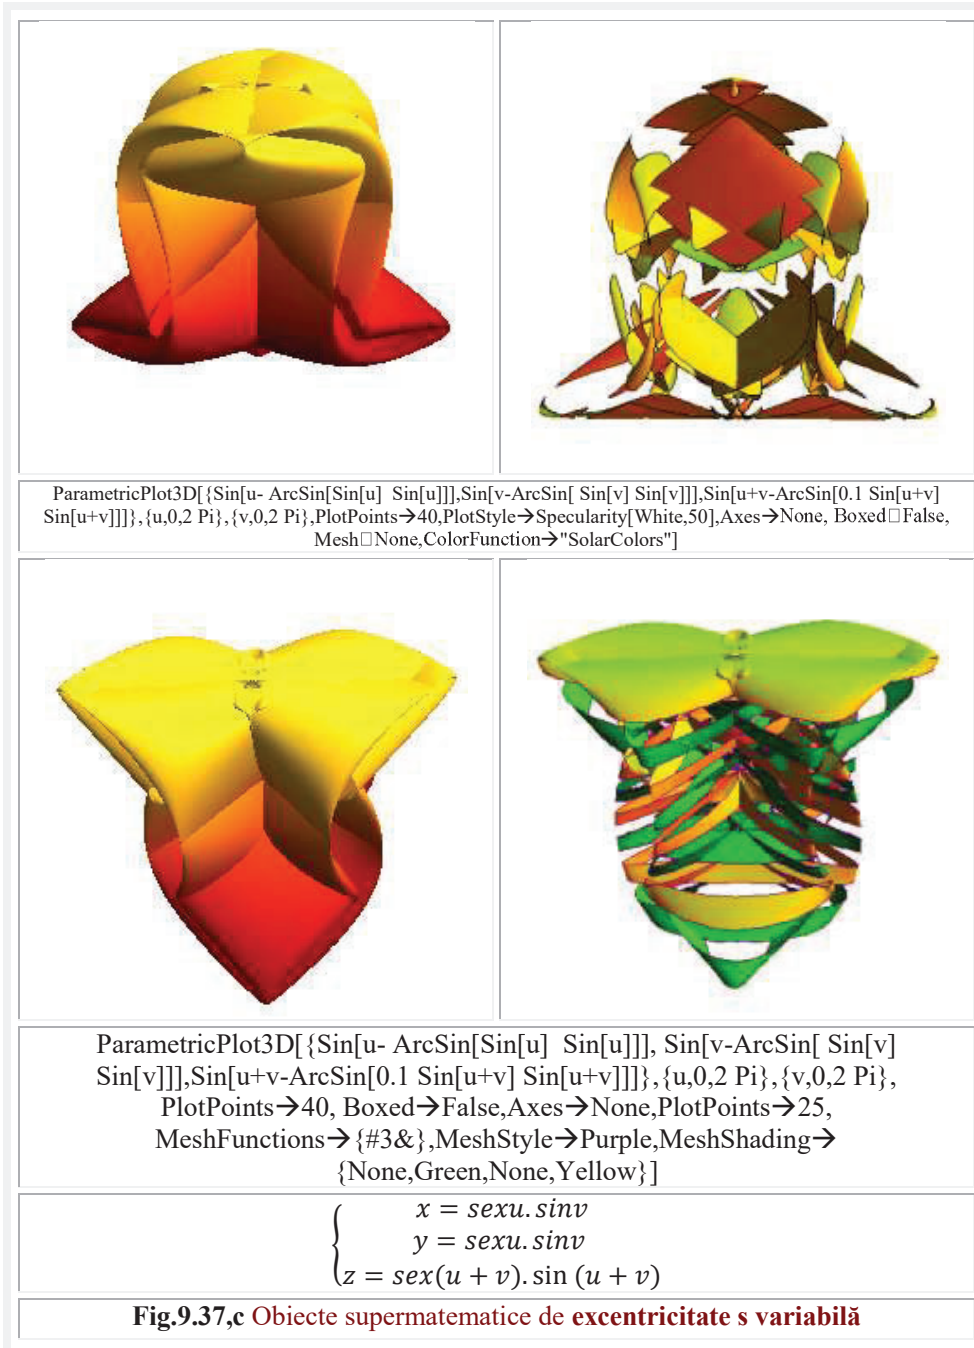 ParametricPlot3D[{Sin[u- ArcSin[Sin[u]  Sin[u]]],Sin[v-ArcSin[ Sin[v] Sin[v]]],Sin[u+v-ArcSin[0.1 Sin[u+v]
Sin[u+v]]]},{u,0,2 Pi},{v,0,2 Pi},PlotPoints→40,PlotStyle→Specularity[White,50],Axes→None, Boxed□False,
Mesh□None,ColorFunction→"SolarColors"]
ParametricPlot3D[{Sin[u- ArcSin[Sin[u]  Sin[u]]], Sin[v-ArcSin[ Sin[v]
Sin[v]]],Sin[u+v-ArcSin[0.1 Sin[u+v] Sin[u+v]]]},{u,0,2 Pi},{v,0,2 Pi},
PlotPoints→40, Boxed→False,Axes→None,PlotPoints→25,
MeshFunctions→{#3&},MeshStyle→Purple,MeshShading→
{None,Green,None,Yellow}]
x = sexu. sinv
y = sexu. sinv
z = sex(u + v). sin (u + v)
Fig.9.37,c Obiecte supermatematice de excentricitate s variabilă